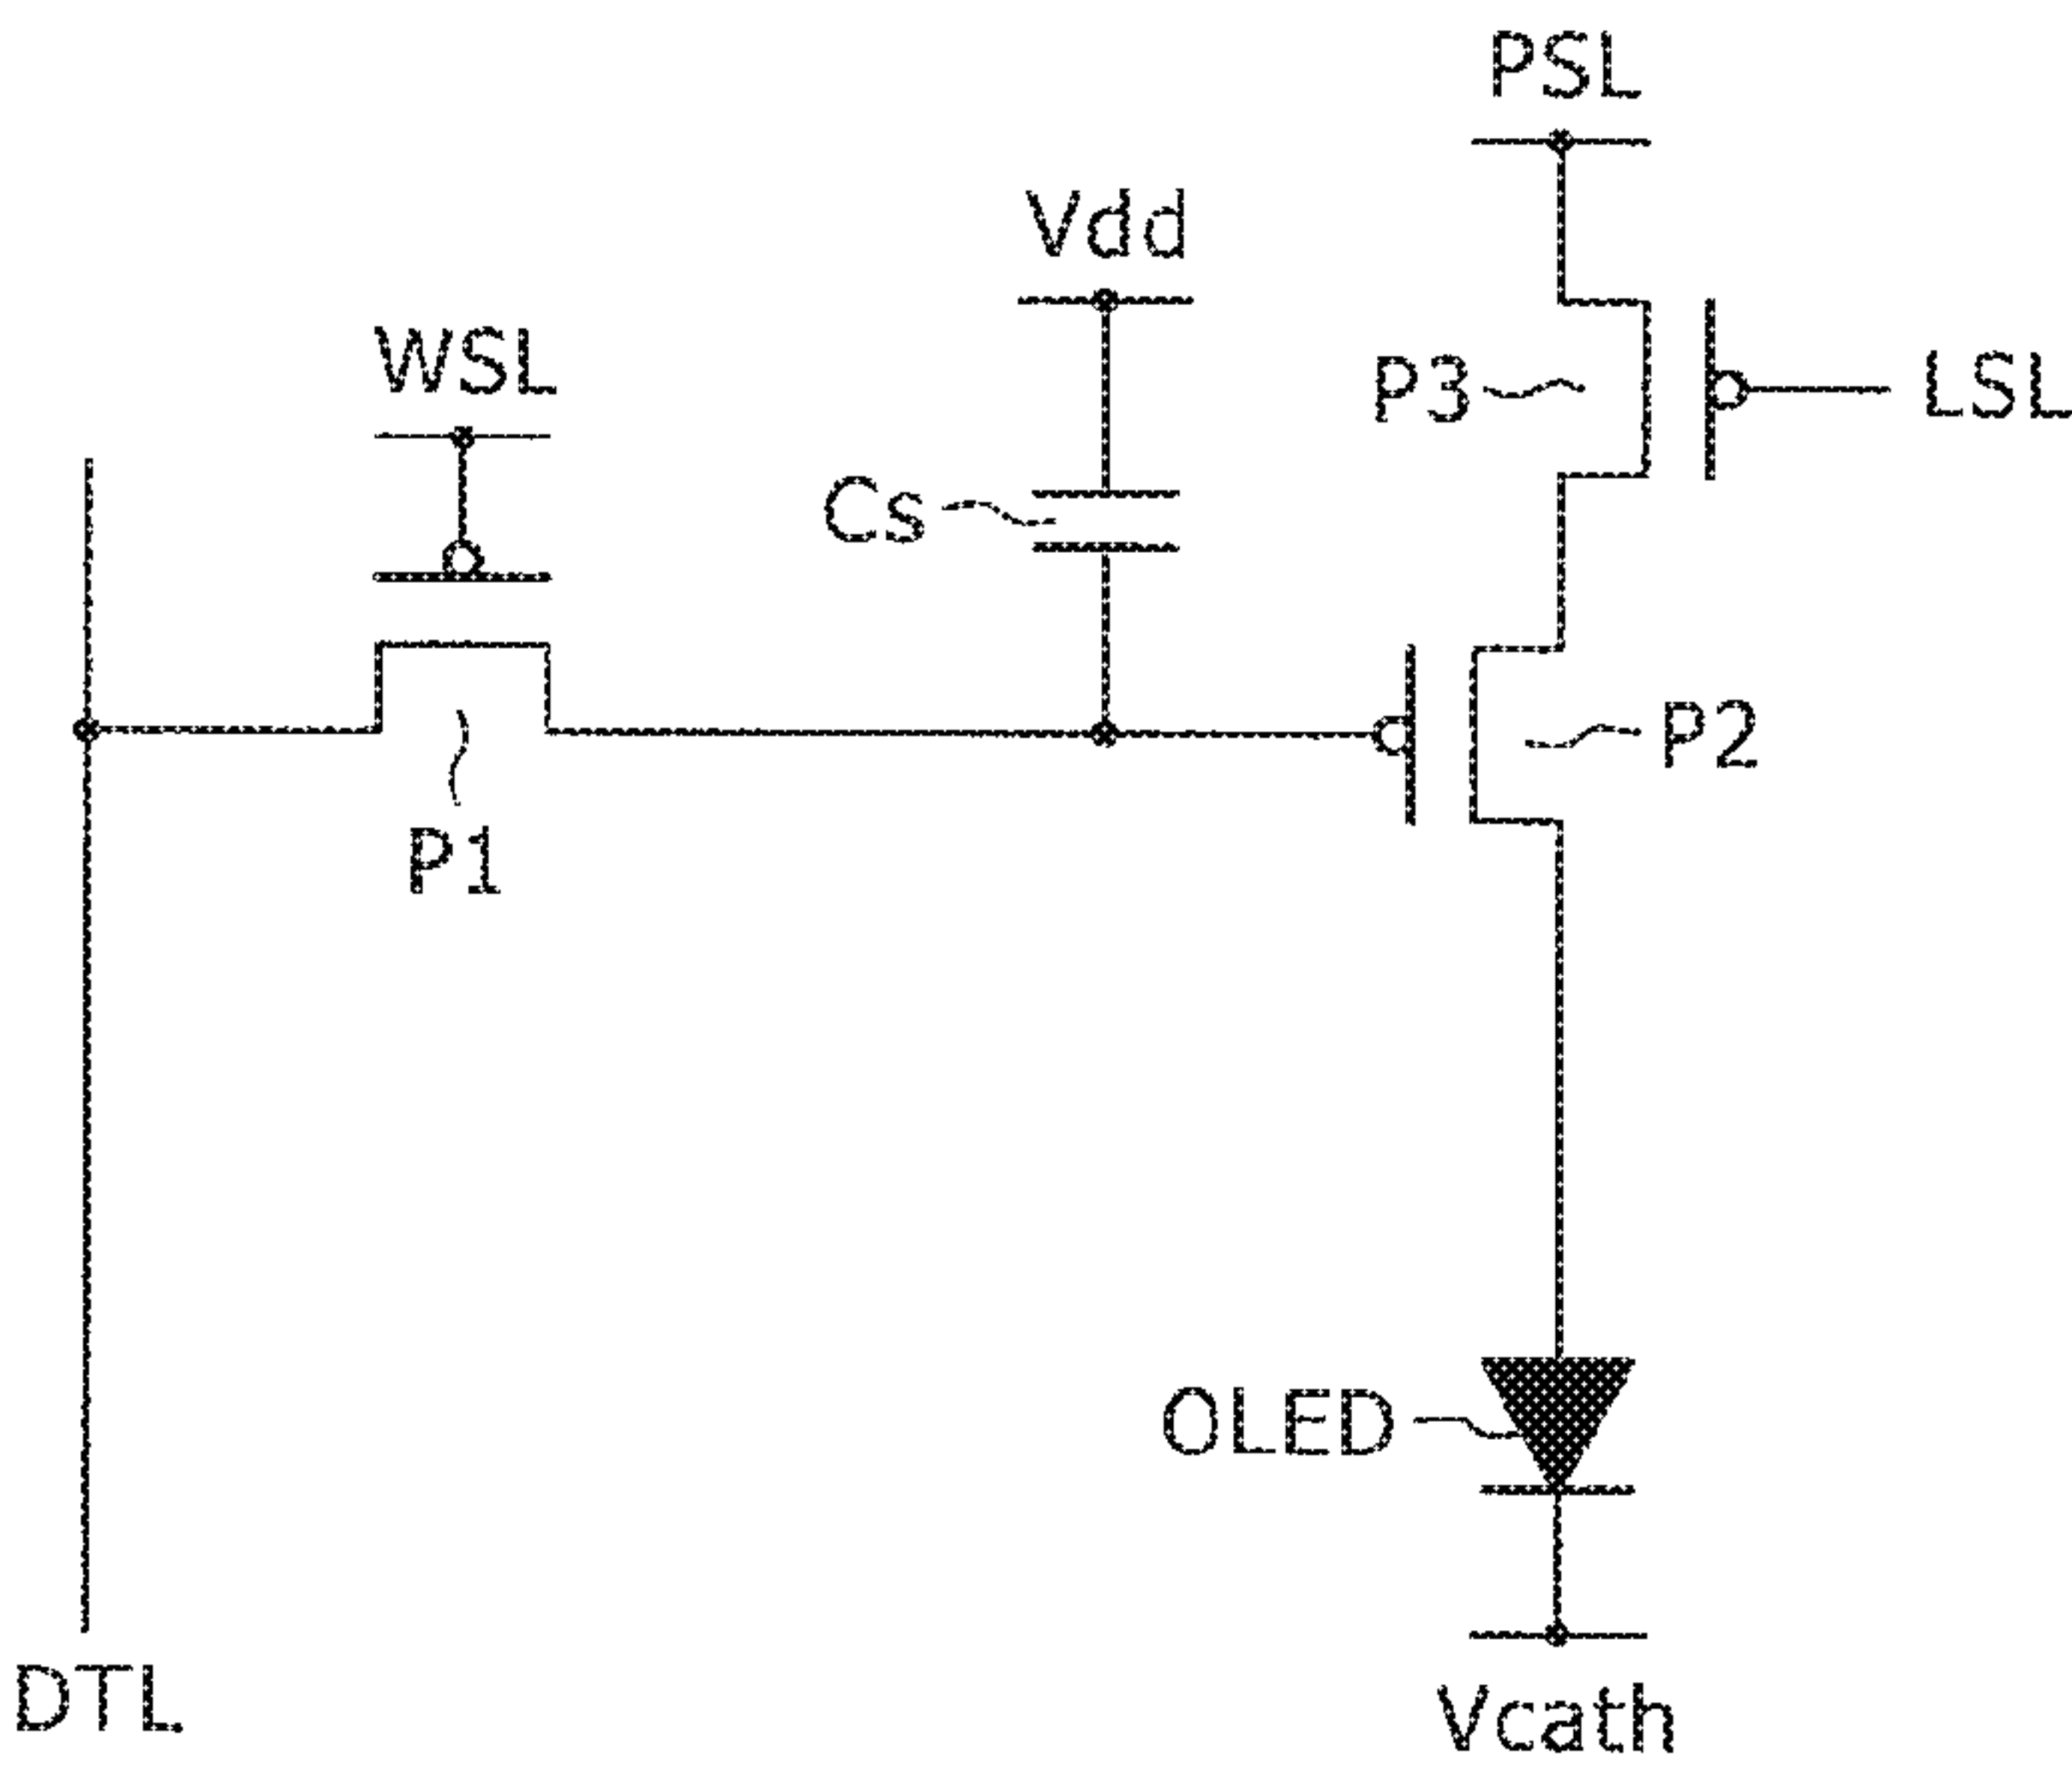 PSL
Vdd
WSL
P3
LSL
Cs
P2
P1
OLED
DTL
Vcath